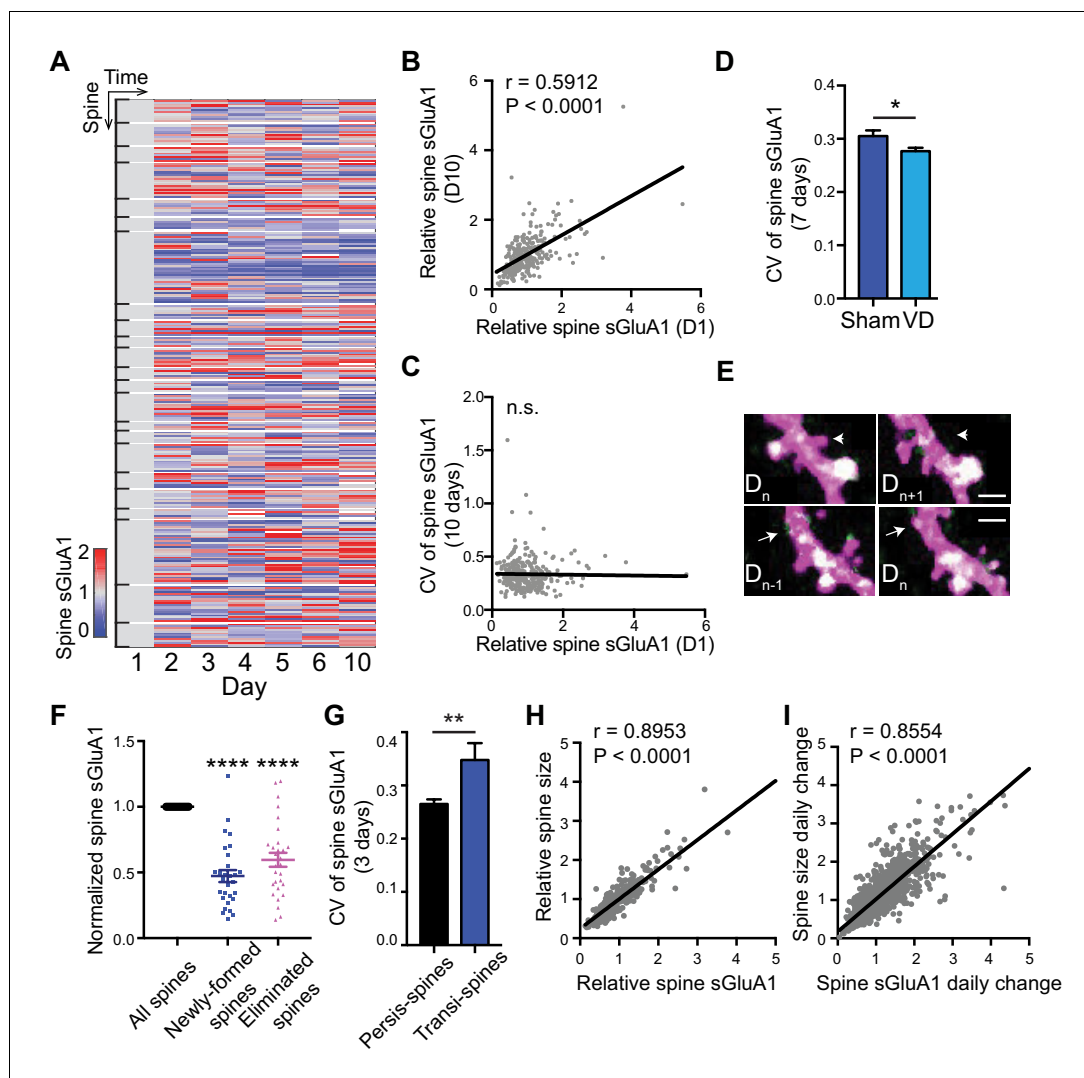 A
Time
Spine
Spine sGluA1
2
1
0
1 2 3 4 5 6 10
Day
B
r = 0.5912
P < 0.0001
Relative spine sGluA1
(D10)
6
4
2
0
0 2 4 6
Relative spine sGluA1 (D1)
C
n.s.
CV of spine sGluA1
(10 days)
2.0
1.5
1.0
0.5
0.0
0 2 4 6
Relative spine sGluA1 (D1)
D
*
CV of spine sGluA1
(7 days)
0.4
0.3
0.2
0.1
0.0
Sham VD
E
Dn
Dn+1
Dn-1
Dn
F
Normalized spine sGluA1
1.5
1.0
0.5
0.0
**** ****
All spines
Newly-formed
spines
Eliminated
spines
G
**
CV of spine sGluA1
(3 days)
0.4
0.3
0.2
0.1
0.0
Persis-spines
Transi-spines
H
r = 0.8953
P < 0.0001
Relative spine size
5
4
3
2
1
0
0 1 2 3 4 5
Relative spine sGluA1
I
r = 0.8554
P < 0.0001
Spine size daily change
5
4
3
2
1
0
0 1 2 3 4 5
Spine sGluA1 daily change